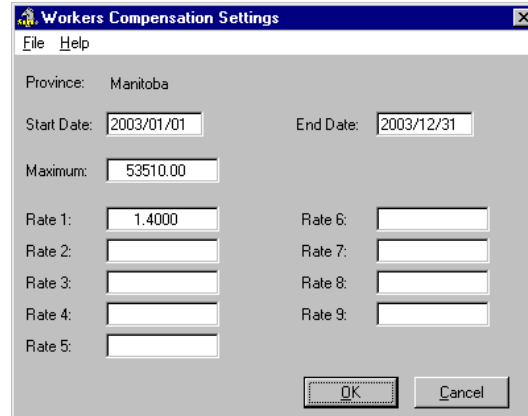 Workers Compensation Settings
File Help
Province: Manitoba
Start Date: 2003/01/01 End Date: 2003/12/31
Maximum: 53510.00
Rate 1: 1.4000 Rate 6:
Rate 2: Rate 7:
Rate 3: Rate 8:
Rate 4: Rate 9:
Rate 5:
OK Cancel